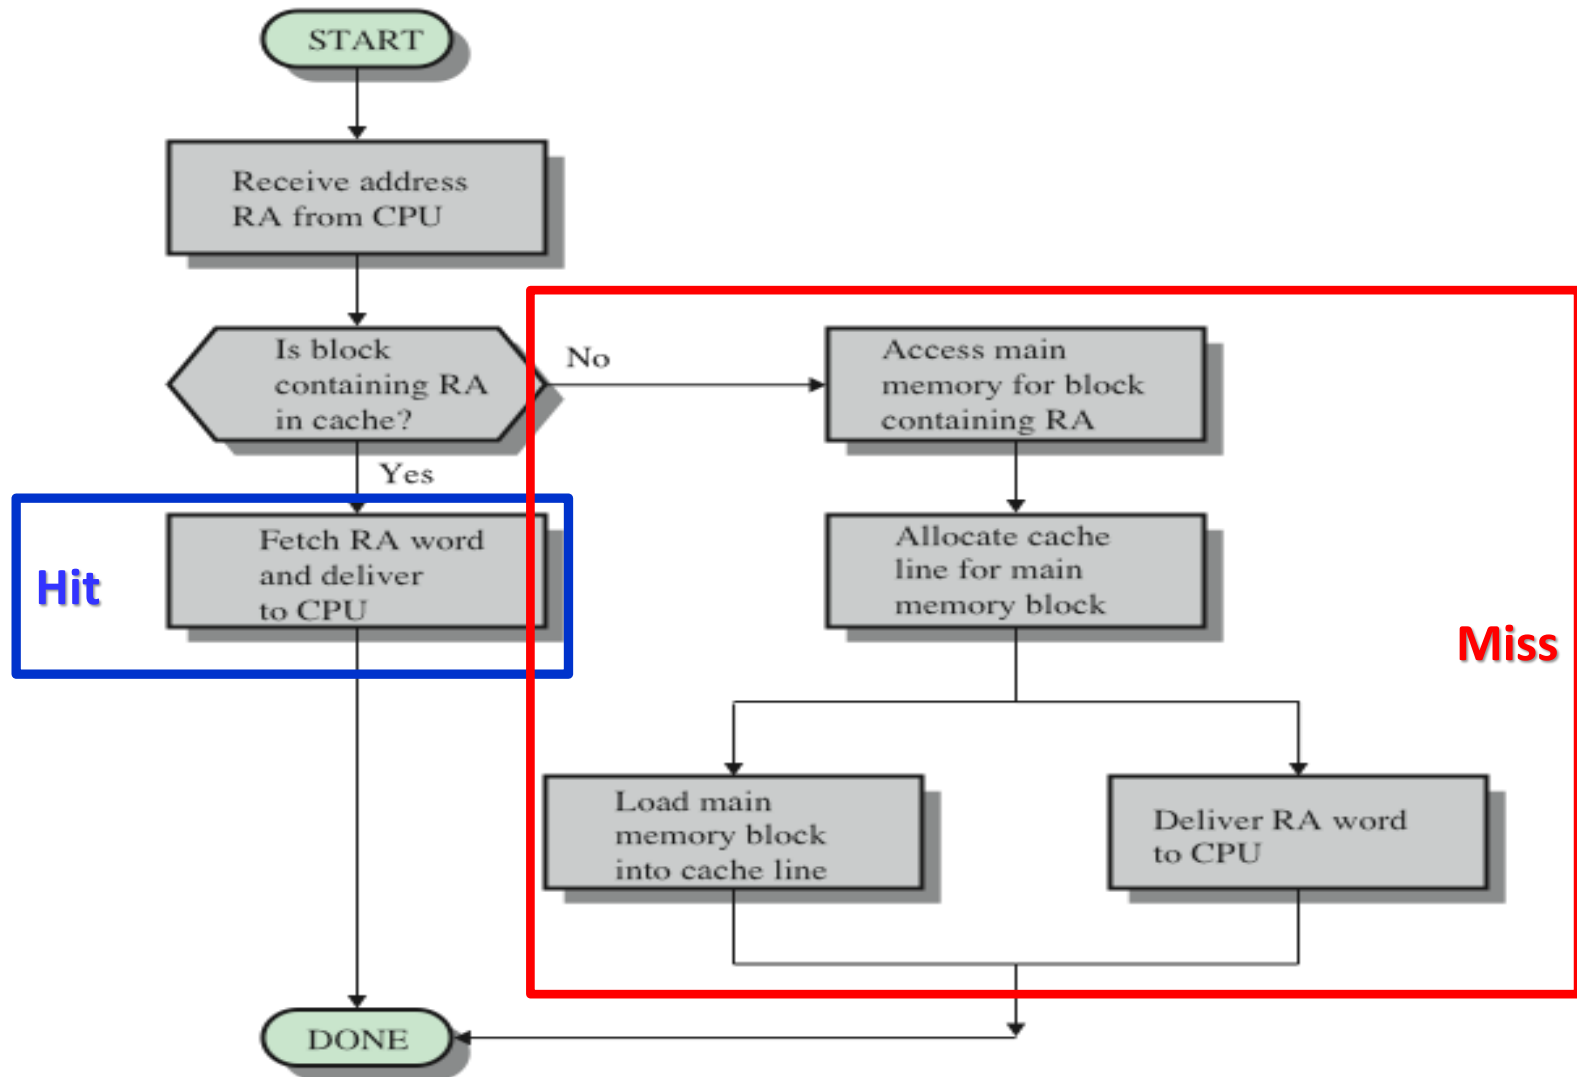 START
Receive address
RA from CPU
Is block
containing RA
in cache?
No
Access main
memory for block
containing RA
Yes
Hit
Fetch RA word
and deliver
to CPU
Allocate cache
line for main
memory block
Miss
Load main
memory block
into cache line
Deliver RA word
to CPU
DONE